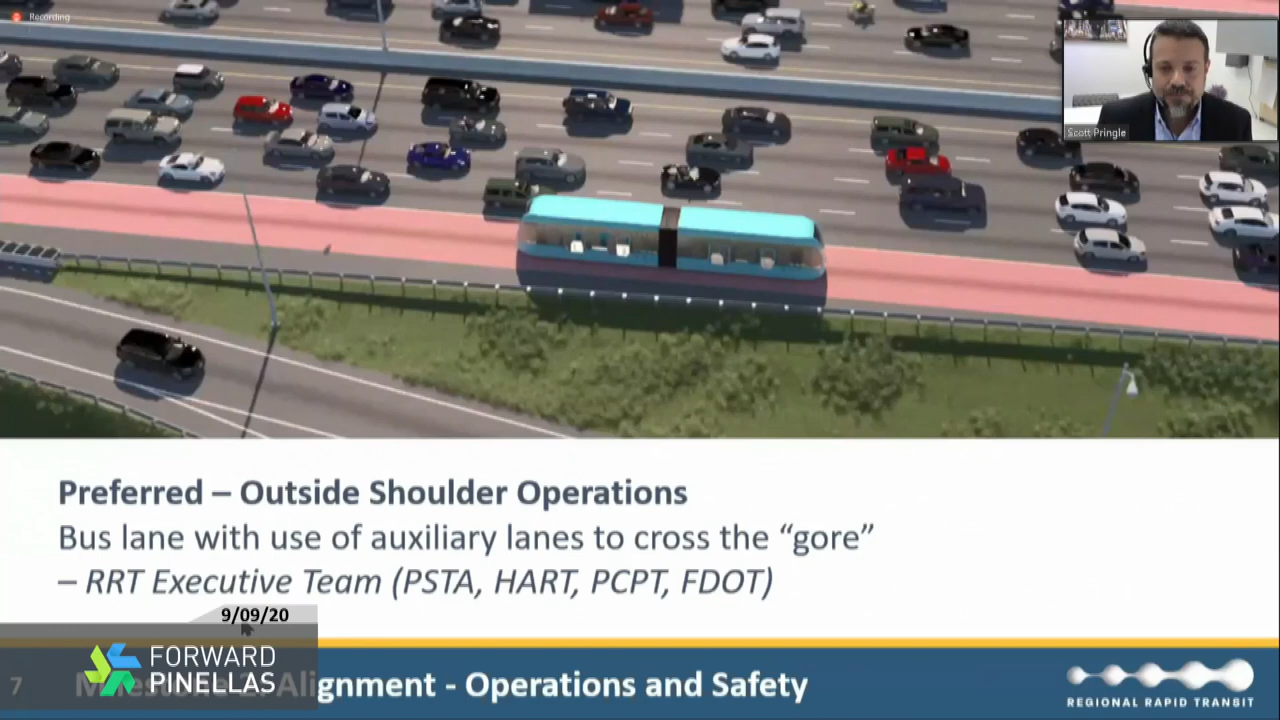 Recording
Scott Pringle
Preferred – Outside Shoulder Operations
Bus lane with use of auxiliary lanes to cross the “gore”
– RRT Executive Team (PSTA, HART, PCPT, FDOT)
9/09/20
FORWARD
PINELLAS
7
Alignment - Operations and Safety
REGIONAL RAPID TRANSIT